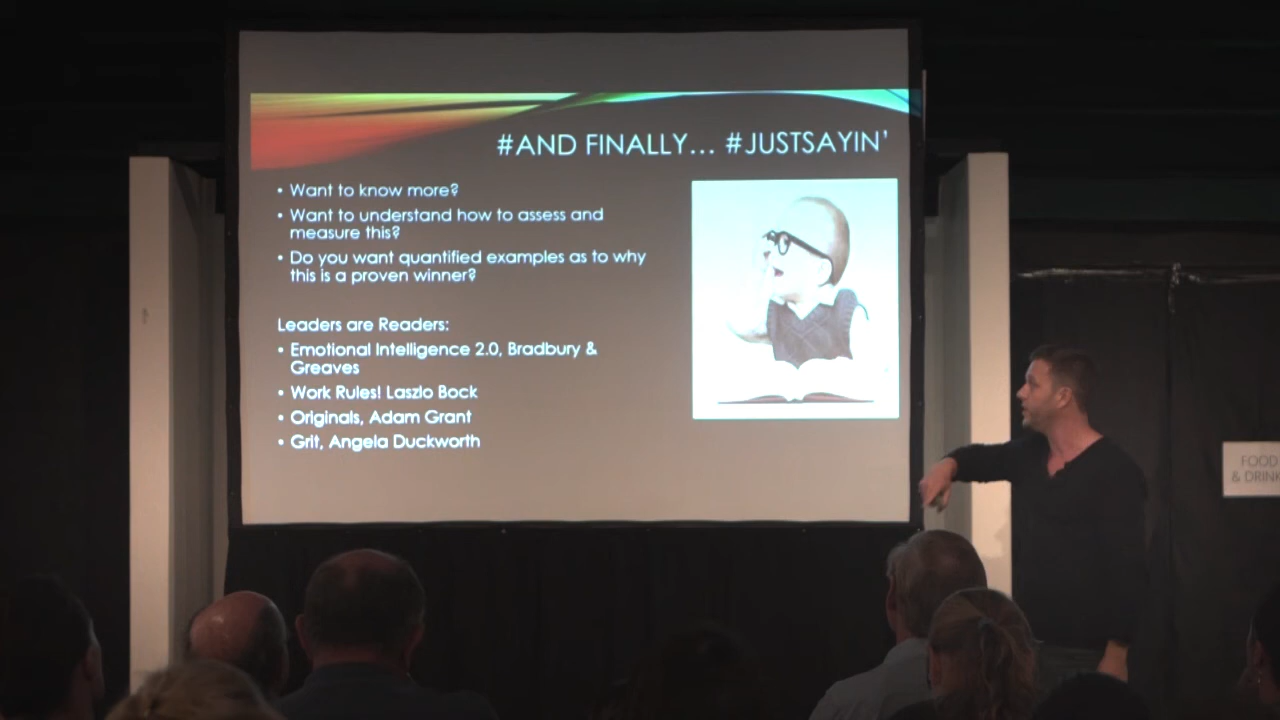 #AND FINALLY... #JUSTSAYIN'
• Want to know more?
• Want to understand how to assess and
measure this?
• Do you want quantified examples as to why
this is a proven winner?
Leaders are Readers:
• Emotional Intelligence 2.0, Bradbury &
Greaves
• Work Rules! Laszlo Bock
• Originals, Adam Grant
• Grit, Angela Duckworth
FOOD
& DRINK